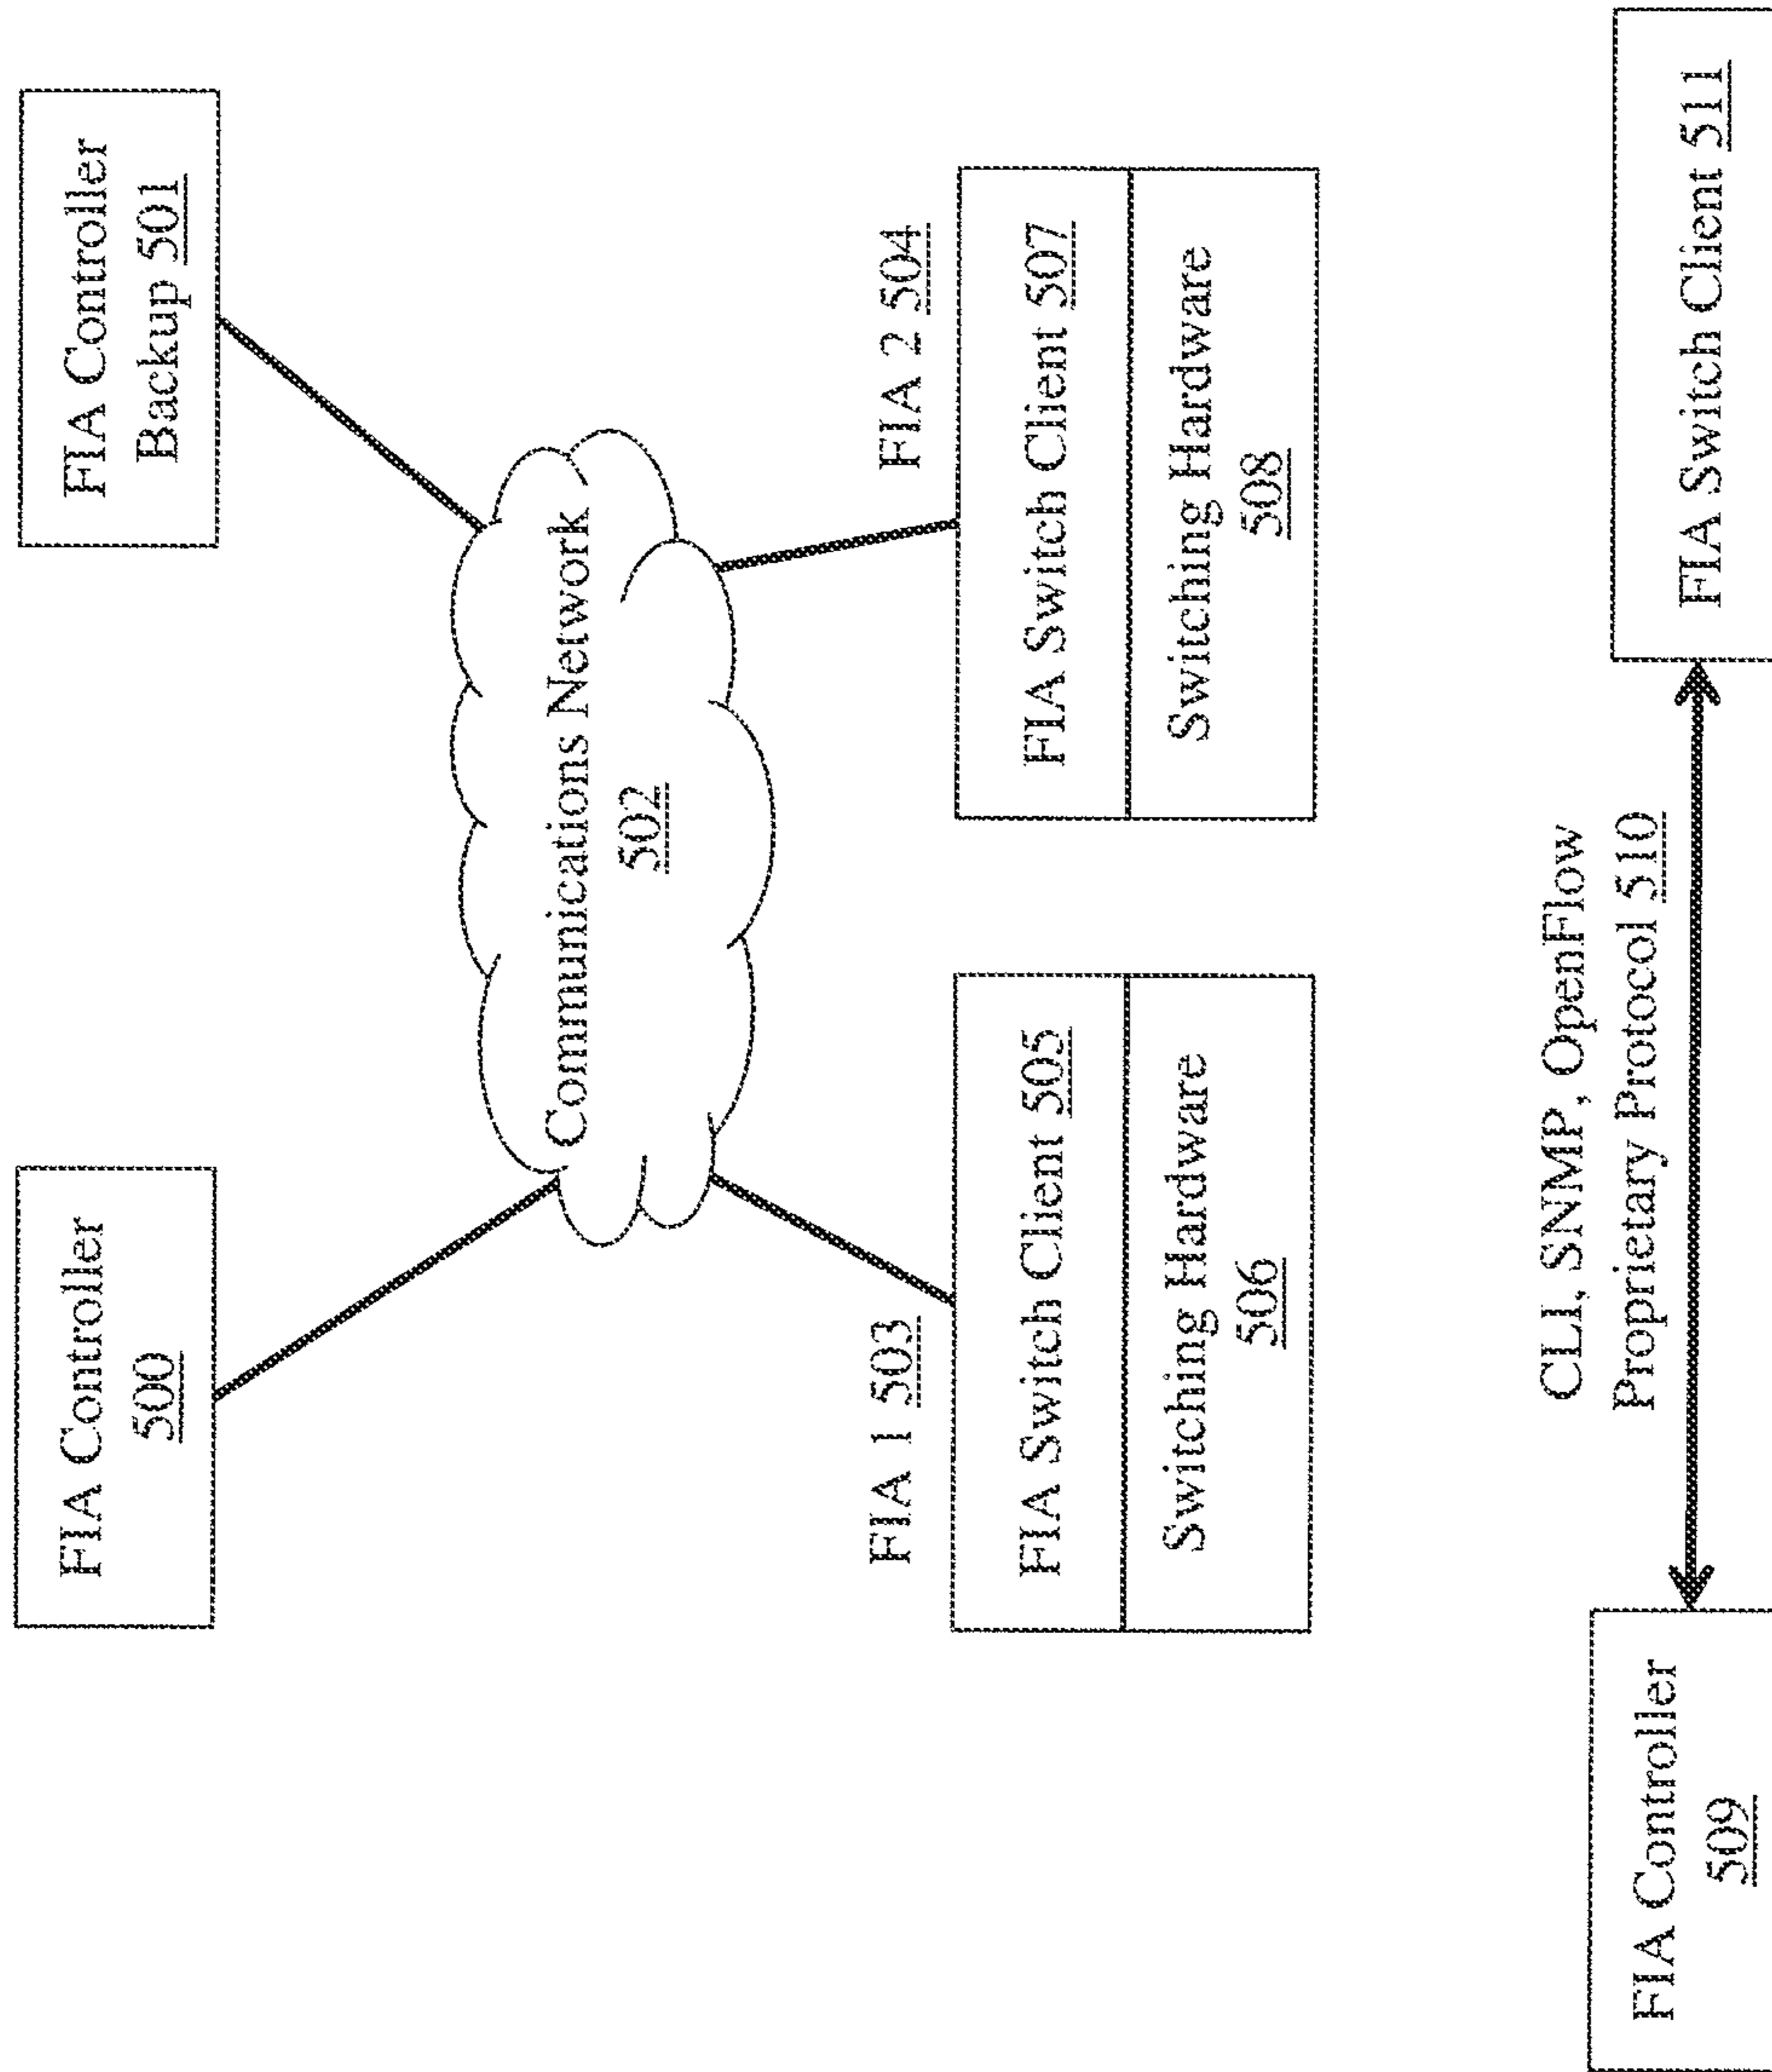 FIA Controller
500
FIA Controller
Backup 501
Communications Network
502
FIA 1 503
FIA 2 504
FIA Switch Client 505
Switching Hardware
506
FIA Switch Client 507
Switching Hardware
508
CLI, SNMP, OpenFlow
Proprietary Protocol 510
FIA Controller
509
FIA Switch Client 511